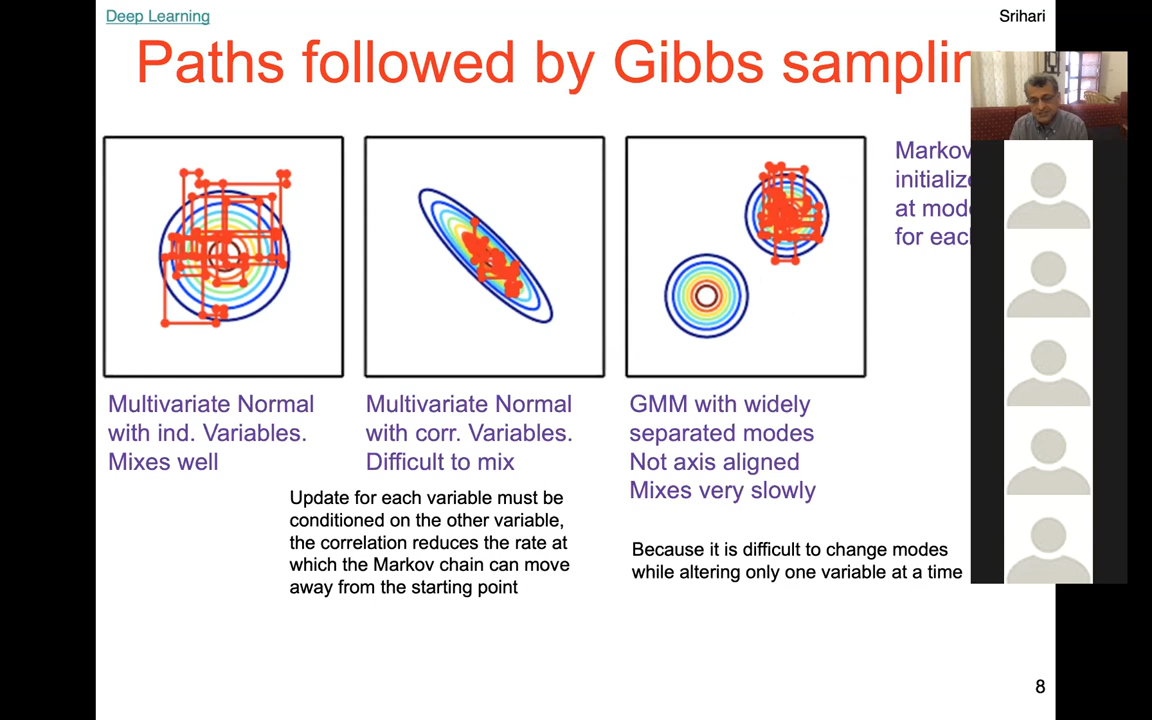 Deep Learning
Srihari
Paths followed by Gibbs
Markov
at
for
Multivariate Normal
with ind. Variables.
Mixes well
Multivariate Normal
with corr. Variables.
Difficult to mix
GMM with widely
separated modes
Not axis aligned
Mixes very slowly
Update for each variable must be
conditioned on the other variable,
the correlation reduces the rate at
which the Markov chain can move
away from the starting point
Because it is difficult to change modes
while altering only one variable at a time
8